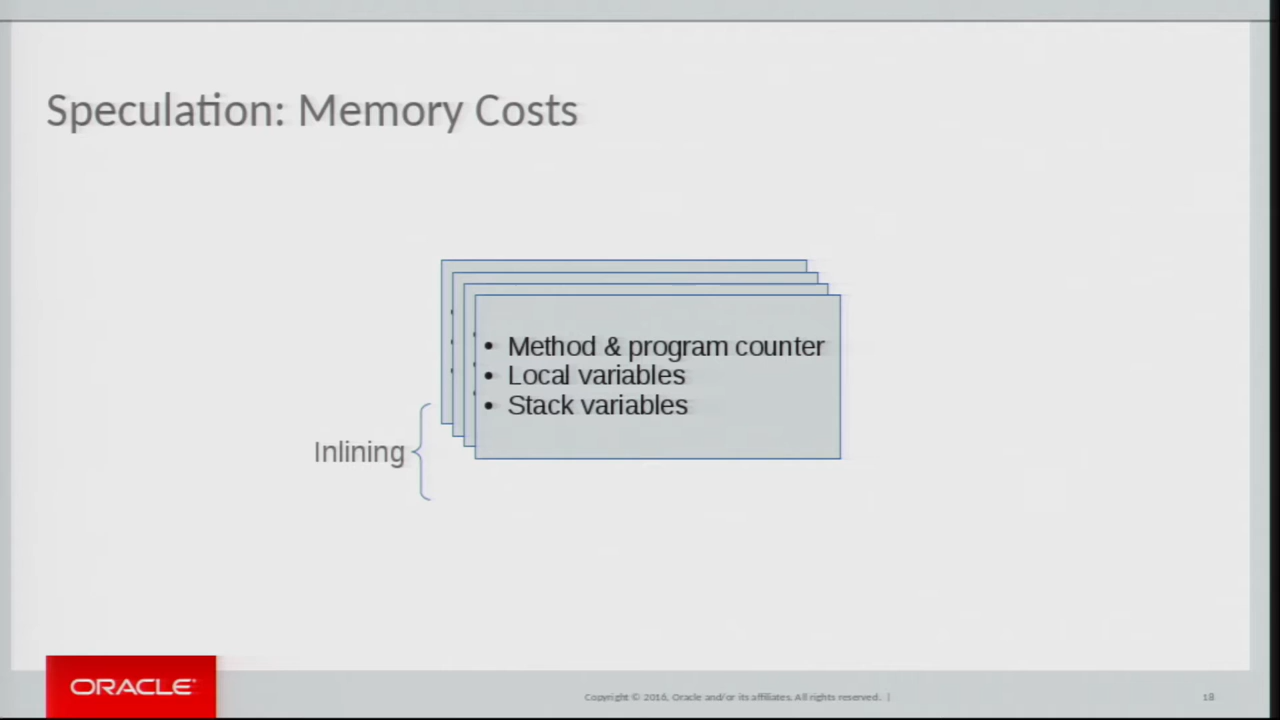 Speculation: Memory Costs
• Method & program counter
• Local variables
• Stack variables
Inlining
ORACLE®
Copyright © 2016, Oracle and/or its affiliates. All rights reserved. |
18